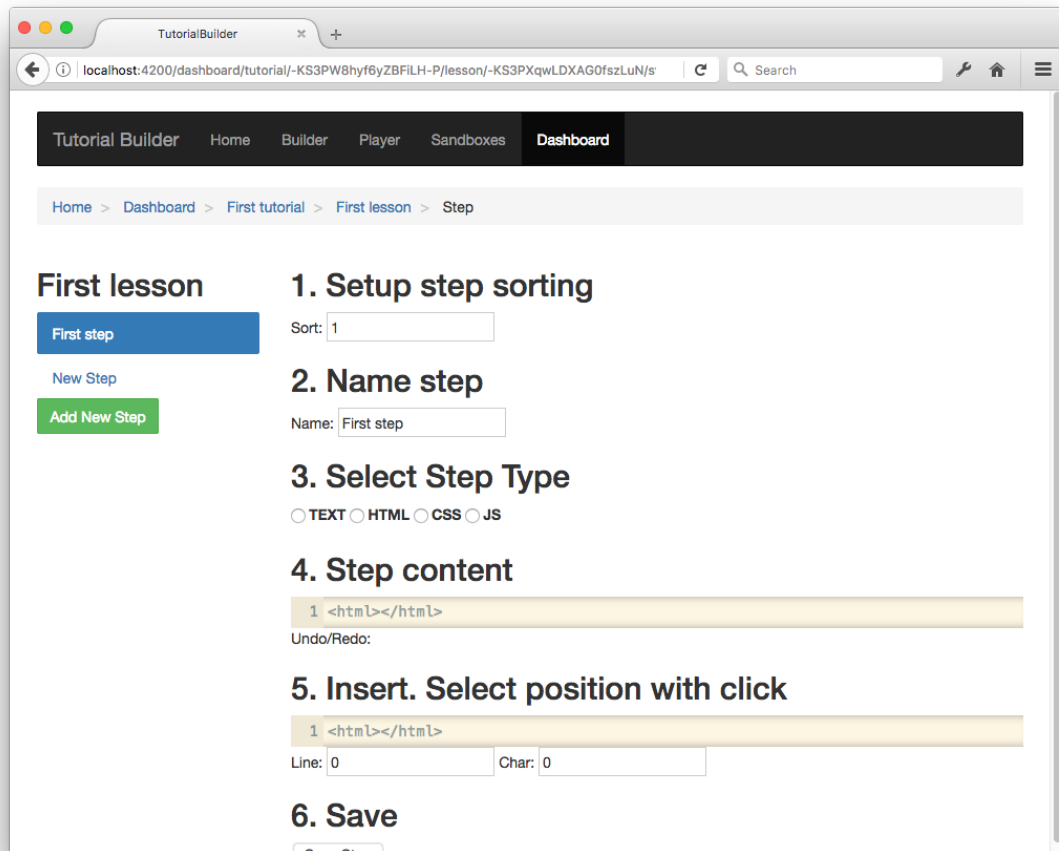 TutorialBuilder
localhost:4200/dashboard/tutorial/-KS3PW8hyf6yZBFiLH-P/lesson/-KS3PXqwLDXAG0fszLuN/s
Search
Tutorial Builder Home Builder Player Sandboxes Dashboard
Home > Dashboard > First tutorial > First lesson > Step
First lesson
First step
New Step
Add New Step
1. Setup step sorting
Sort: 1
2. Name step
Name: First step
3. Select Step Type
TEXT HTML CSS JS
4. Step content
1 <html></html>
Undo/Redo:
5. Insert. Select position with click
1 <html></html>
Line: 0 Char: 0
6. Save